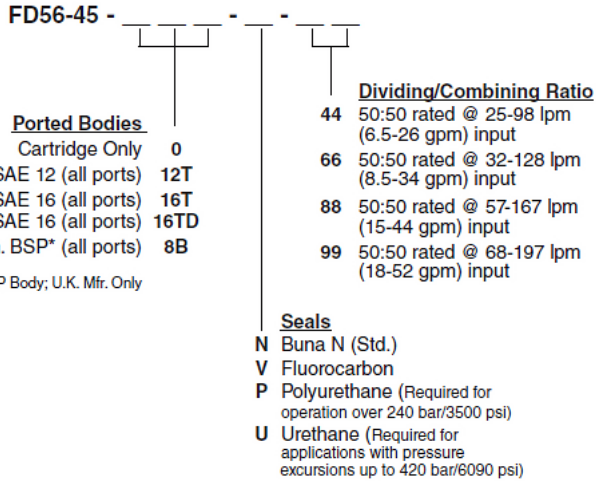 FD56-45 - __ __ __ - __ - __ __
Dividing/Combining Ratio
44 50:50 rated @ 25-98 lpm
(6.5-26 gpm) input
66 50:50 rated @ 32-128 lpm
(8.5-34 gpm) input
88 50:50 rated @ 57-167 lpm
(15-44 gpm) input
99 50:50 rated @ 68-197 lpm
(18-52 gpm) input
Ported Bodies
Cartridge Only 0
SAE 12 (all ports) 12T
SAE 16 (all ports) 16T
SAE 16 (all ports) 16TD
. BSP* (all ports) 8B
P Body; U.K. Mfr. Only
Seals
N Buna N (Std.)
V Fluorocarbon
P Polyurethane (Required for
operation over 240 bar/3500 psi)
U Urethane (Required for
applications with pressure
excursions up to 420 bar/6090 psi)